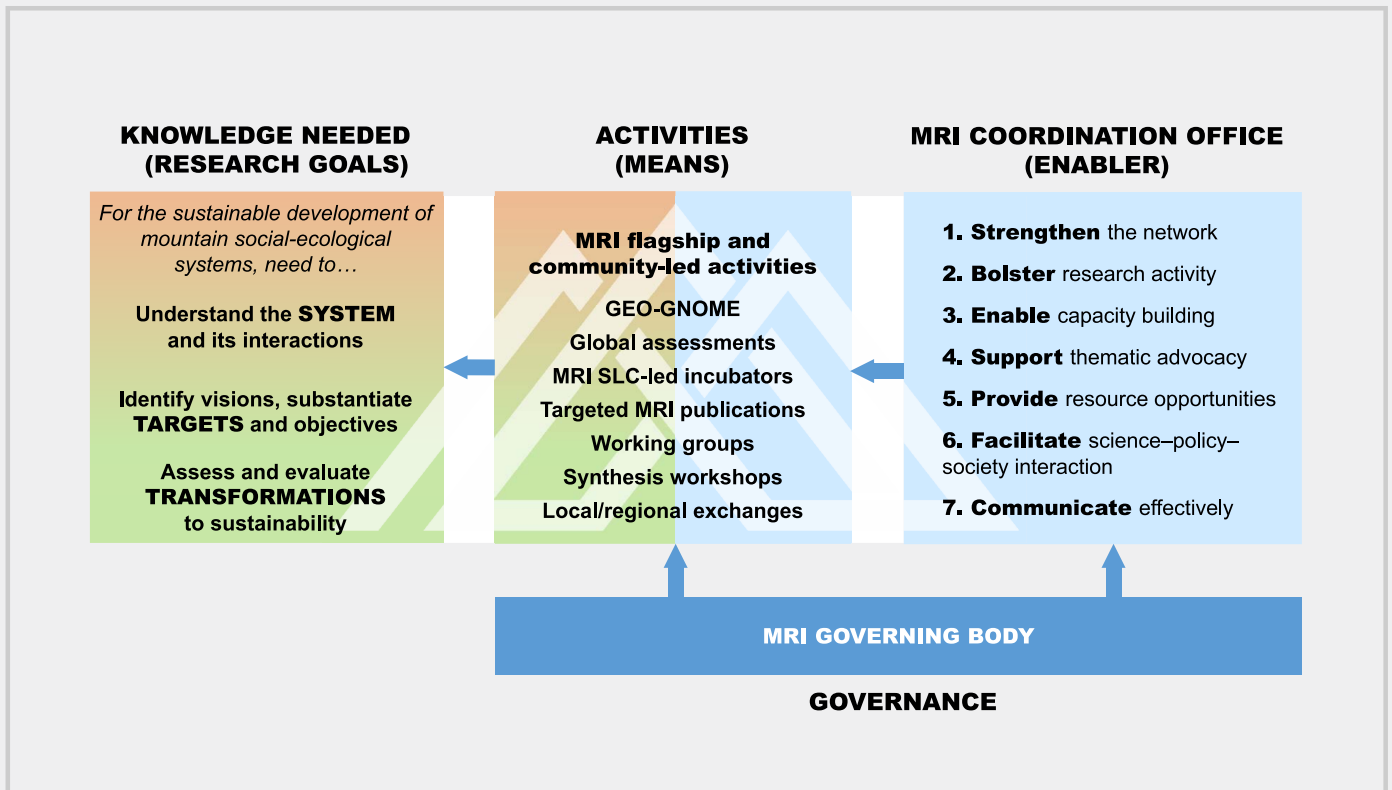 KNOWLEDGE NEEDED
(RESEARCH GOALS)
For the sustainable development of
mountain social-ecological
systems, need to…
Understand the SYSTEM
and its interactions
Identify visions, substantiate
TARGETS and objectives
Assess and evaluate
TRANSFORMATIONS
to sustainability
ACTIVITIES
(MEANS)
MRI flagship and
community-led activities
GEO-GNOME
Global assessments
MRI SLC-led incubators
Targeted MRI publications
Working groups
Synthesis workshops
Local/regional exchanges
MRI COORDINATION OFFICE
(ENABLER)
1. Strengthen the network
2. Bolster research activity
3. Enable capacity building
4. Support thematic advocacy
5. Provide resource opportunities
6. Facilitate science–policy–
society interaction
7. Communicate effectively
MRI GOVERNING BODY
GOVERNANCE